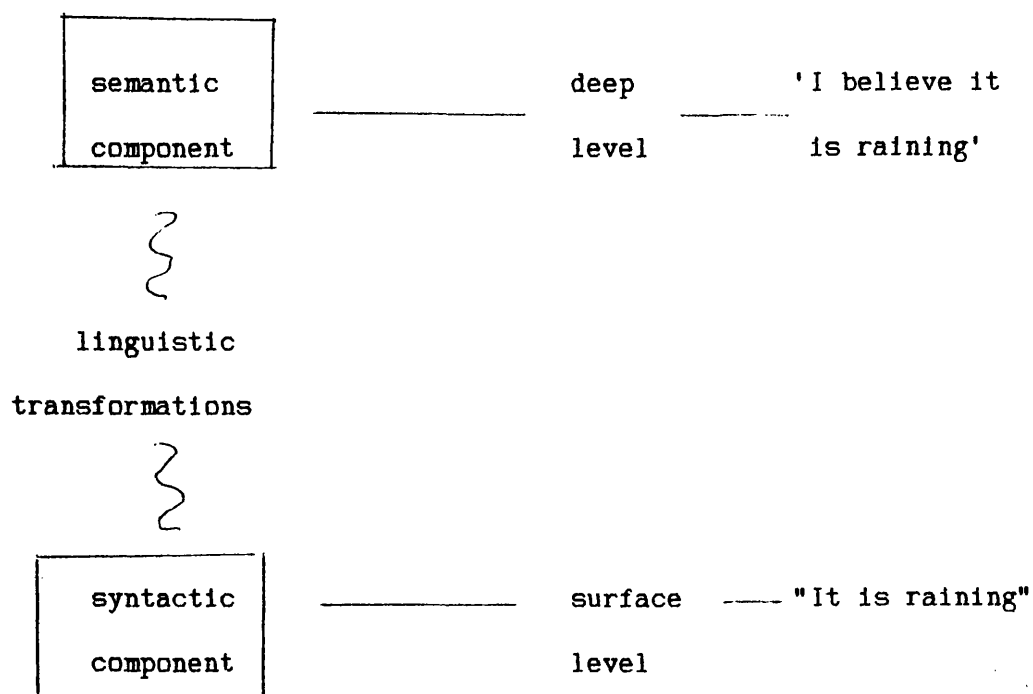 semantic deep 'I believe it
component level is raining'
linguistic
transformations
syntactic surface "It is raining"
component level